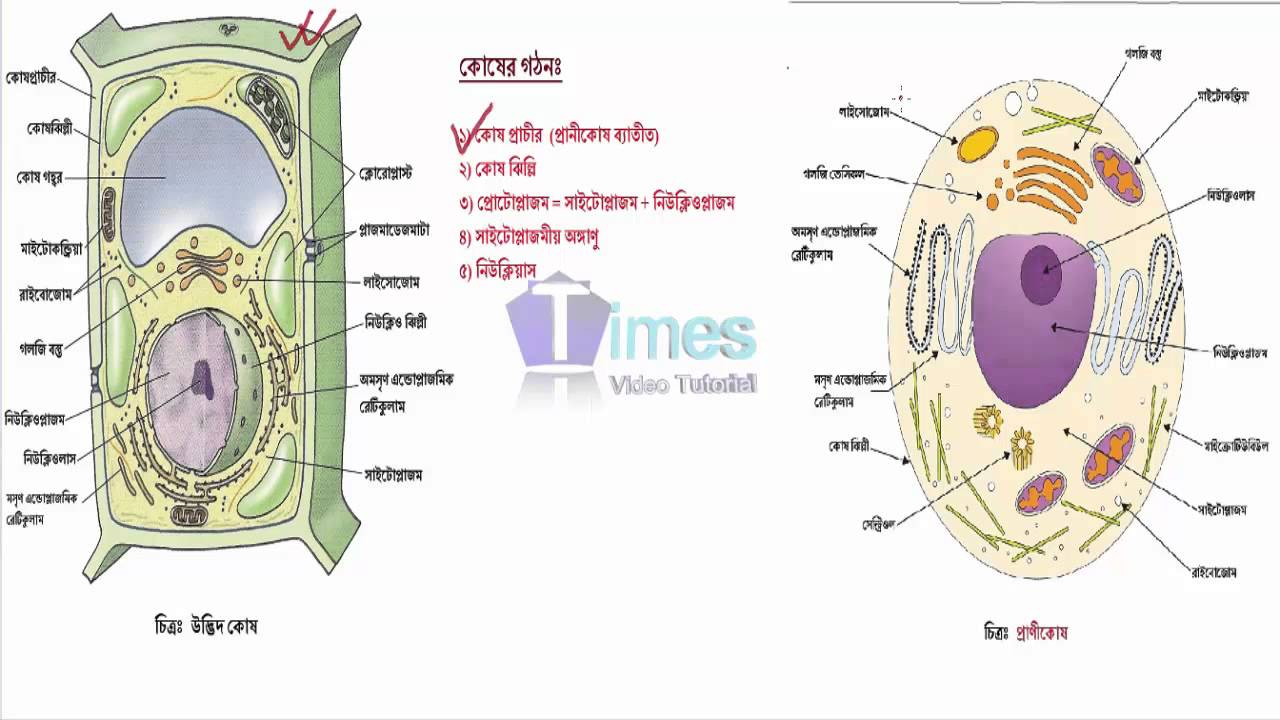 কোষপ্রাচীর
কোষঝিল্লী
কোষ গহ্বর
মাইটোকন্ড্রিয়া
রাইবোজোম
গলজি বস্তু
নিউক্লিওপ্লাজম
নিউক্লিওলাস
মসৃণ এন্ডোপ্লাজমিক
রেটিকুলাম
ক্লোরোপ্লাস্ট
প্লাজমাডেজমাটা
লাইসোজোম
নিউক্লিও ঝিল্লী
অমসৃণ এন্ডোপ্লাজমিক
রেটিকুলাম
সাইটোপ্লাজম
চিত্রঃ উদ্ভিদ কোষ
কোষের গঠনঃ
১) কোষ প্রাচীর (প্রানীকোষ ব্যাতীত)
২) কোষ ঝিল্লি
৩) প্রোটোপ্লাজম = সাইটোপ্লাজম + নিউক্লিওপ্লাজম
৪) সাইটোপ্লাজমীয় অঙ্গাণু
৫) নিউক্লিয়াস
Times
Video Tutorial
গলজি বস্তু
লাইসোজোম
মাইটোকন্ড্রিয়া
গলজি ভেসিকল
নিউক্লিওলাস
অমসৃণ এন্ডোপ্লাজমিক
রেটিকুলাম
নিউক্লিওপ্লাজম
মসৃণ এন্ডোপ্লাজমিক
রেটিকুলাম
কোষ ঝিল্লী
মাইক্রোটিউবিউল
সেন্ট্রিওল
সাইটোপ্লাজম
রাইবোজোম
চিত্রঃ প্রাণীকোষ